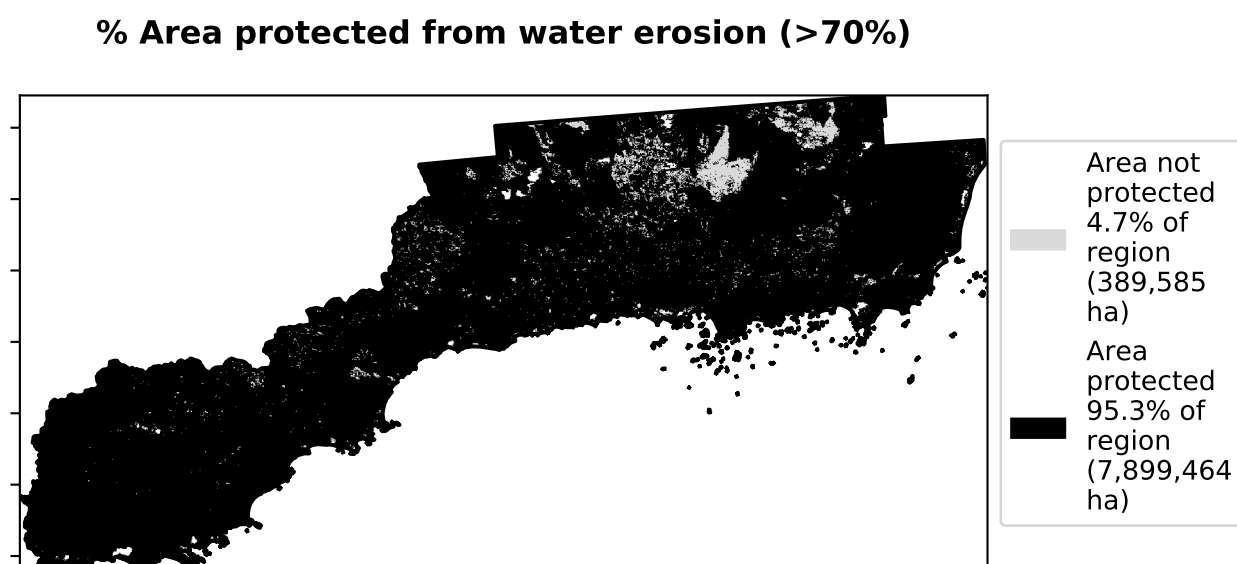 % Area protected from water erosion (>70%)
Area not
protected
4.7% of
region
(389,585
ha)
Area
protected
95.3% of
region
(7,899,464
ha)